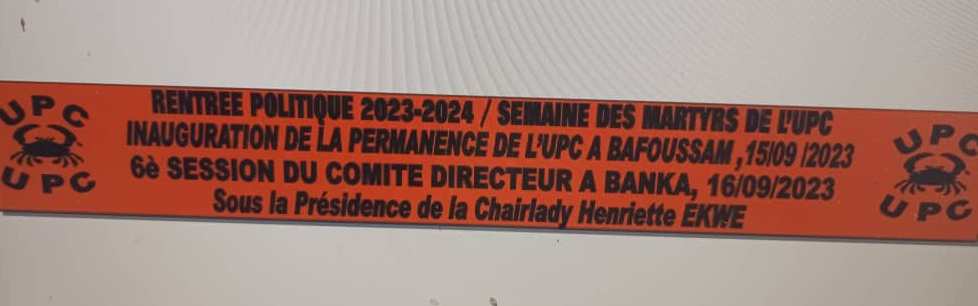 UPC
UPC
RENTREE POLITIQUE 2023-2024 / SEMAINE DES MARTYRS DE L'UPC
INAUGURATION DE LA PERMANENCE DE L'UPC A BAFOUSSAM ,15/09 /2023
6è SESSION DU COMITE DIRECTEUR A BANKA, 16/09/2023
Sous la Présidence de la Chairlady Henriette EKWE
UPC
UPC